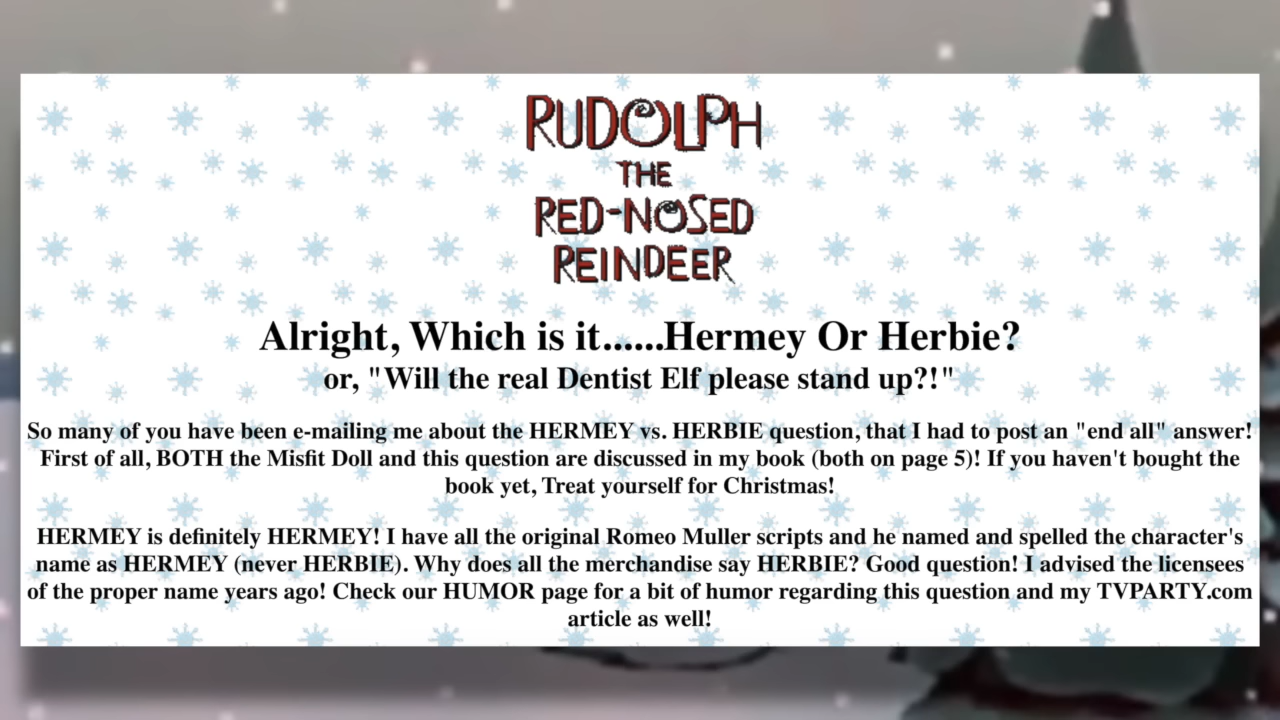 RUDOLPH
THE
RED-NOSED
REINDEER
Alright, Which is it......Hermey Or Herbie?
or, "Will the real Dentist Elf please stand up?!"
So many of you have been e-mailing me about the HERMEY vs. HERBIE question, that I had to post an "end all" answer!
First of all, BOTH the Misfit Doll and this question are discussed in my book (both on page 5)! If you haven't bought the
book yet, Treat yourself for Christmas!
HERMEY is definitely HERMEY! I have all the original Romeo Muller scripts and he named and spelled the character's
name as HERMEY (never HERBIE). Why does all the merchandise say HERBIE? Good question! I advised the licensees
of the proper name years ago! Check our HUMOR page for a bit of humor regarding this question and my TVPARTY.com
article as well!